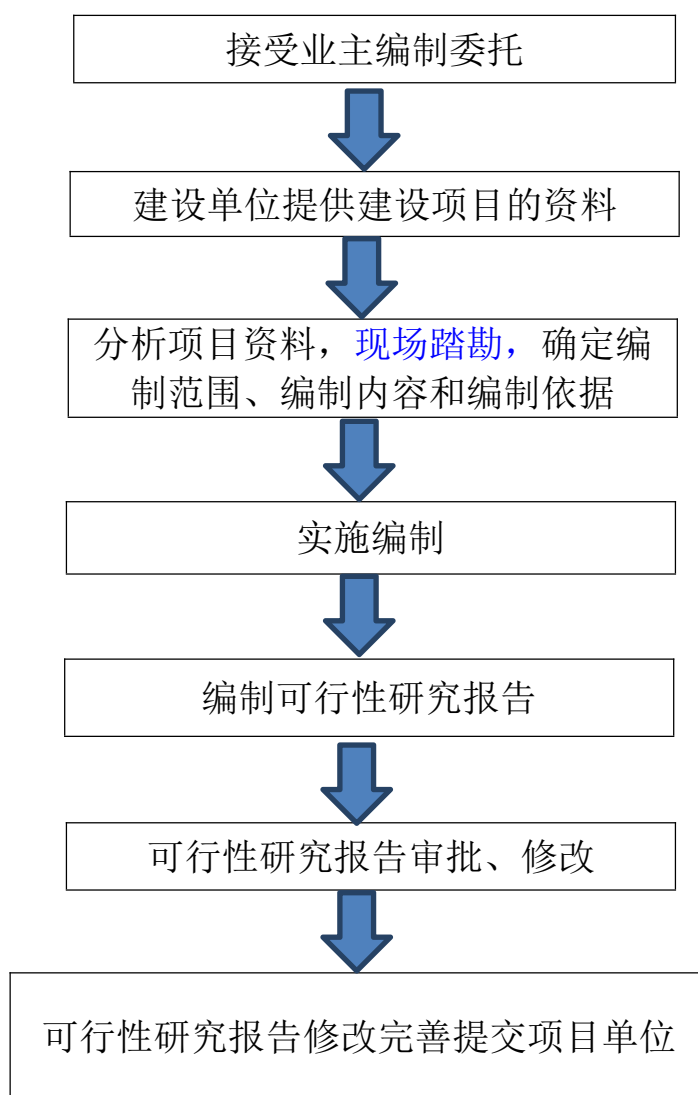 接受业主编制委托
建设单位提供建设项目的资料
分析项目资料，现场踏勘，确定编
制范围、编制内容和编制依据
实施编制
编制可行性研究报告
可行性研究报告审批、修改
可行性研究报告修改完善提交项目单位